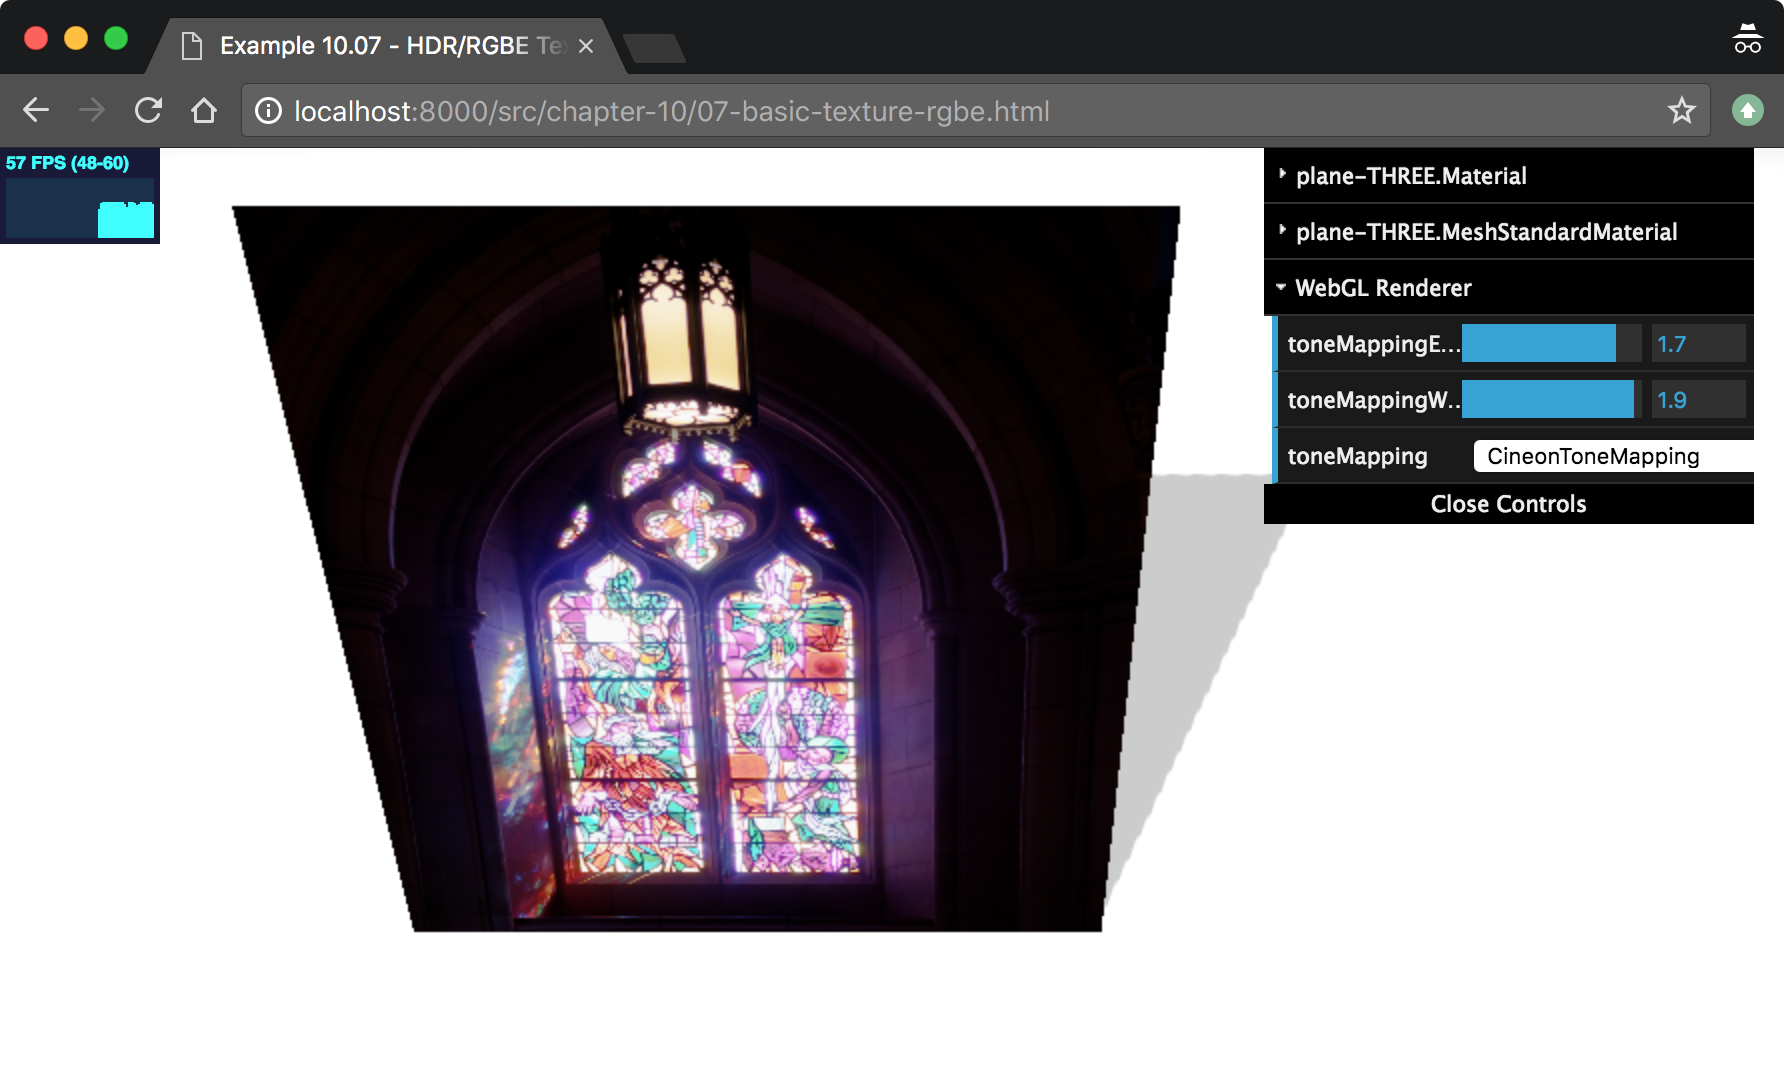 Example 10.07 - HDR/RGBE Te
localhost:8000/src/chapter-10/07-basic-texture-rgbe.html
57 FPS (48-60)
plane-THREE.Material
plane-THREE.MeshStandardMaterial
WebGL Renderer
toneMappingE... 1.7
toneMappingW... 1.9
toneMapping CineonToneMapping
Close Controls